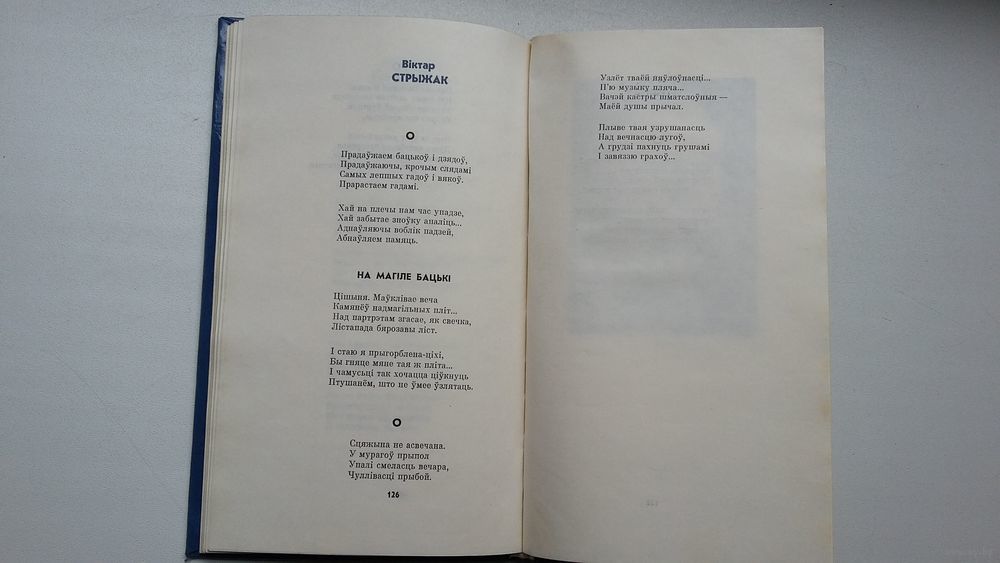 Віктар
СТРЫЖАК
О
Прадаўжаем бацькоў і дзядоў,
Прадаўжаючы, крочым слядамі
Самых лепшых гадоў і вякоў.
Прарастаем гадамі.
Хай на плечы нам час упадзе,
Хай забытае зноўку апаліць...
Аднаўляючы воблік падзей,
Абнаўляем памяць.
НА МАГІЛЕ БАЦЬКІ
Цішыня. Маўклівае веча
Камянёў надмагільных пліт...
Над партрэтам згасае, як свечка,
Лістапада бярозавы ліст.
І стаю я прыгорблена-ціхі,
Бы гняце мяне тая ж пліта...
І чамусьці так хочацца ціўкнуць
Птушанём, што не ўмее ўзлятаць.
О
Сцяжына не асвечана.
У мурагоў прыпол
Упалі смеласць вечара,
Чуллівасці прыбой.
126
Узлёт тваёй няўлоўнасці...
П'ю музыку пляча...
Вачэй кастры шматслоўныя —
Маёй душы прычал.
Плыве твая узрушанасць
Над вечнасцю лугоў,
А грудзі пахнуць грушамі
І завяззю грахоў...